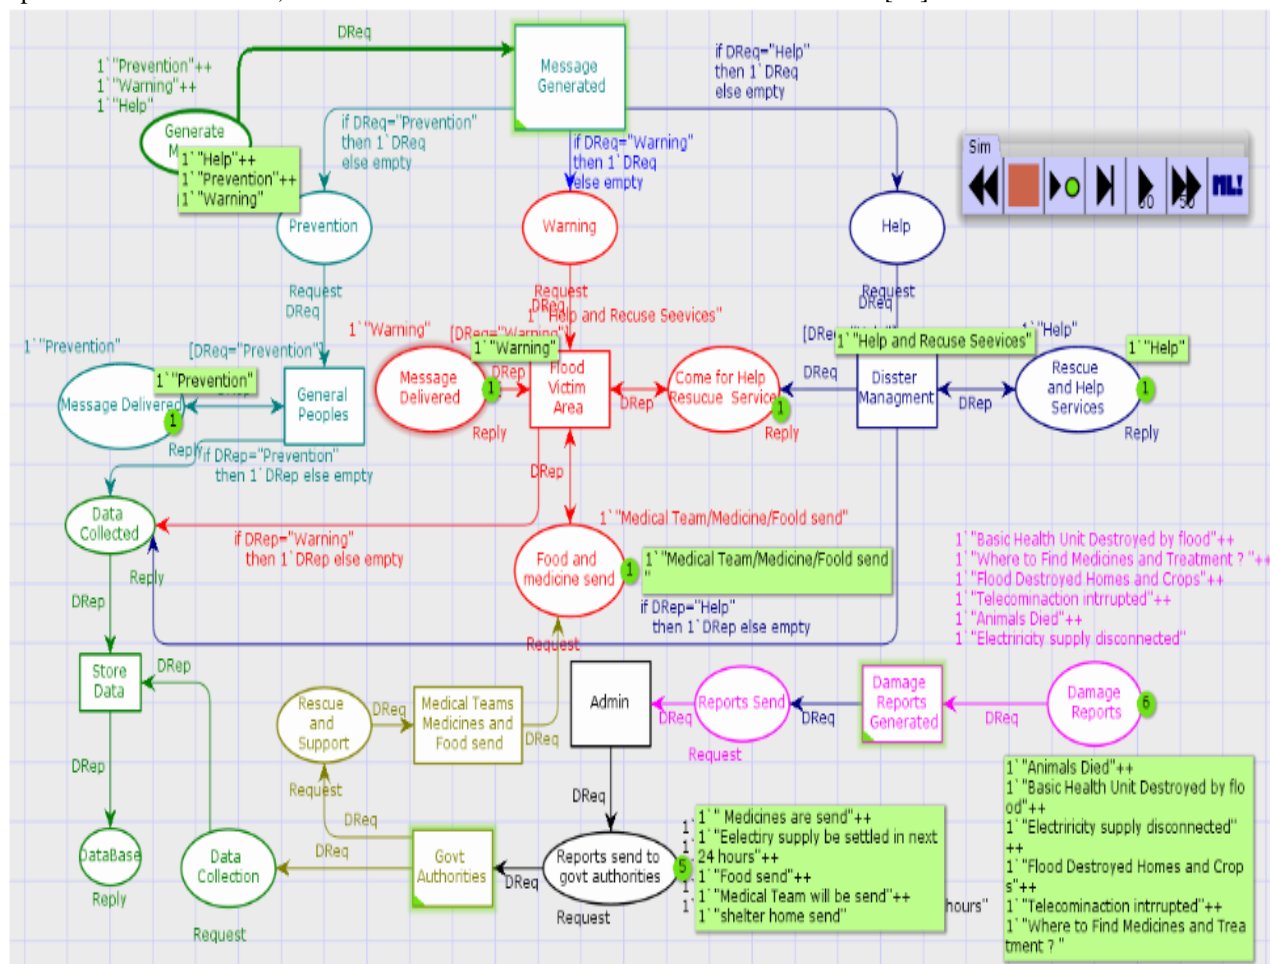 DReq
1`"Prevention"++
1`"Warning"++
1`"Help"
Generate
1`"Help"++
1`"Prevention"++
1`"Warning"
Message
Generated
if DReq="Help"
then 1`DReq
else empty
if DReq="Prevention"
then 1`DReq
else empty
if DReq="Warning"
then 1`DReq
else empty
Sim
ML!
Prevention
Warning
Help
Request
DReq
Request
DReq
Request
DReq
1`"Prevention"
[DReq="Prevention"]
1`"Warning"
[DReq="Warning"]
"Help and Recuse Seevices"
1`"Help and Recuse Seevices"
"Help"
1`"Help"
1`"Prevention"
1`"Warning"
Message Delivered
1
General
Peoples
Message
Delivered
1
DRep
Flood
Victim
Area
DRep
Come for Help
Resucue Service
1
DReq
Disster
Managment
DRep
Rescue
and Help
Services
1
Reply
Reply
Reply
Reply
if DRep="Prevention"
then 1`DRep else empty
DRep
Data
Collected
Reply
if DRep="Warning"
then 1`DRep else empty
1`"Medical Team/Medicine/Foold send"
Food and
medicine send
1
1`"Medical Team/Medicine/Foold send
"
Request
if DRep="Help"
then 1`DRep else empty
1`"Basic Health Unit Destroyed by flood"++
1`"Where to Find Medicines and Treatment ? "++
1`"Flood Destroyed Homes and Crops"++
1`"Telecominaction intrrupted"++
1`"Animals Died"++
1`"Electricity supply disconnected"
DRep
Store
Data
DRep
Rescue
and
Support
DReq
Medical Teams
Medicines and
Food send
DReq
Request
Admin
DReq
Reports Send
Request
DReq
Damage
Reports
Generated
DReq
Damage
Reports
6
DRep
DReq
DReq
DataBase
Reply
Data
Collection
Request
DReq
Govt
Authorities
DReq
Reports send to
govt authorities
5
Request
1`" Medicines are send"++
1`"Eelectiry supply be settled in next
24 hours"++
1`"Food send"++
1`"Medical Team will be send"++
1`"shelter home send"
hours"
1`"Animals Died"++
1`"Basic Health Unit Destroyed by flo
od"++
1`"Electriricity supply disconnected"
++
1`"Flood Destroyed Homes and Crop
s"++
1`"Telecominaction intrrupted"++
1`"Where to Find Medicines and Trea
tment ? "